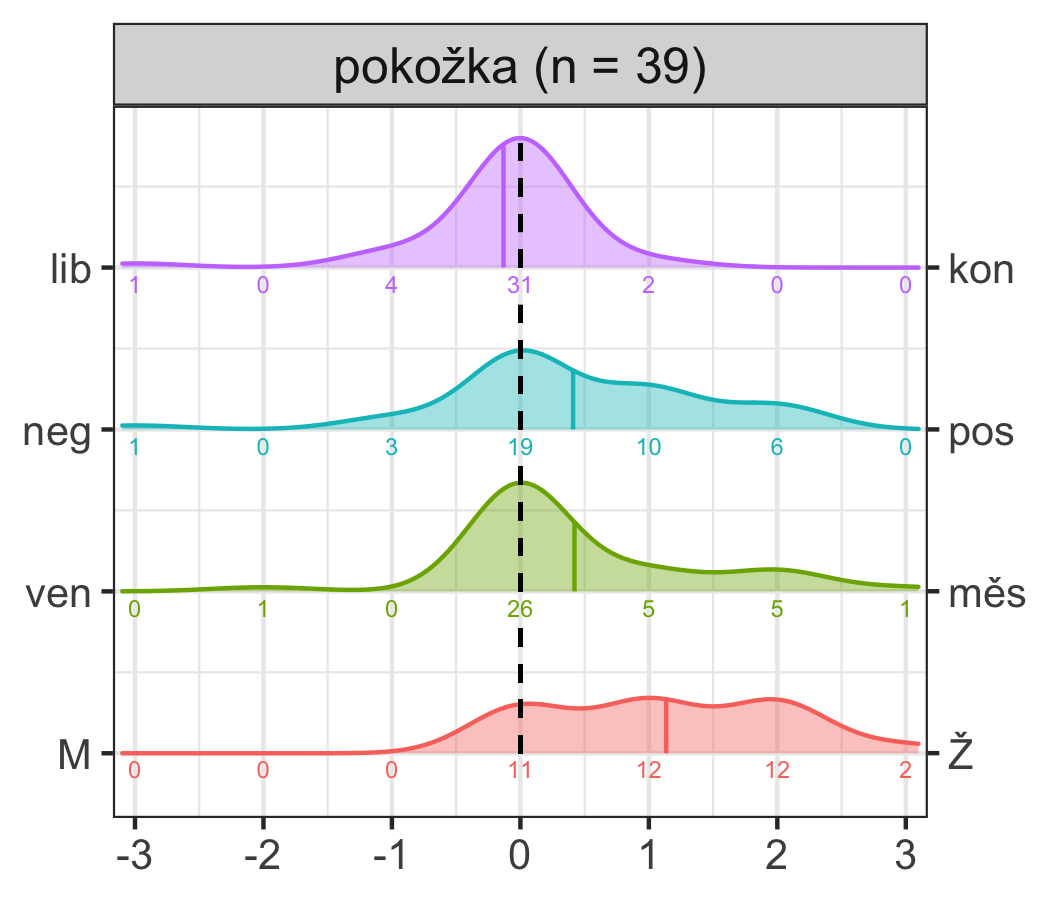 pokožka (n = 39)
lib kon
1 0 4 31 2 0 0
neg pos
1 0 3 19 10 6 0
ven měs
0 1 0 26 5 5 1
M Ž
0 0 0 11 12 12 2
-3 -2 -1 0 1 2 3